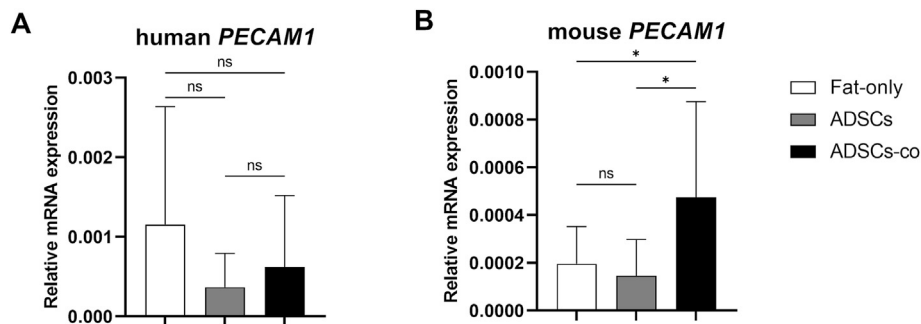 A
human PECAM1
Relative mRNA expression
0.003
0.002
0.001
0.000
ns
ns
ns
B
mouse PECAM1
Relative mRNA expression
0.0010
0.0008
0.0006
0.0004
0.0002
0.0000
*
*
ns
Fat-only
ADSCs
ADSCs-co